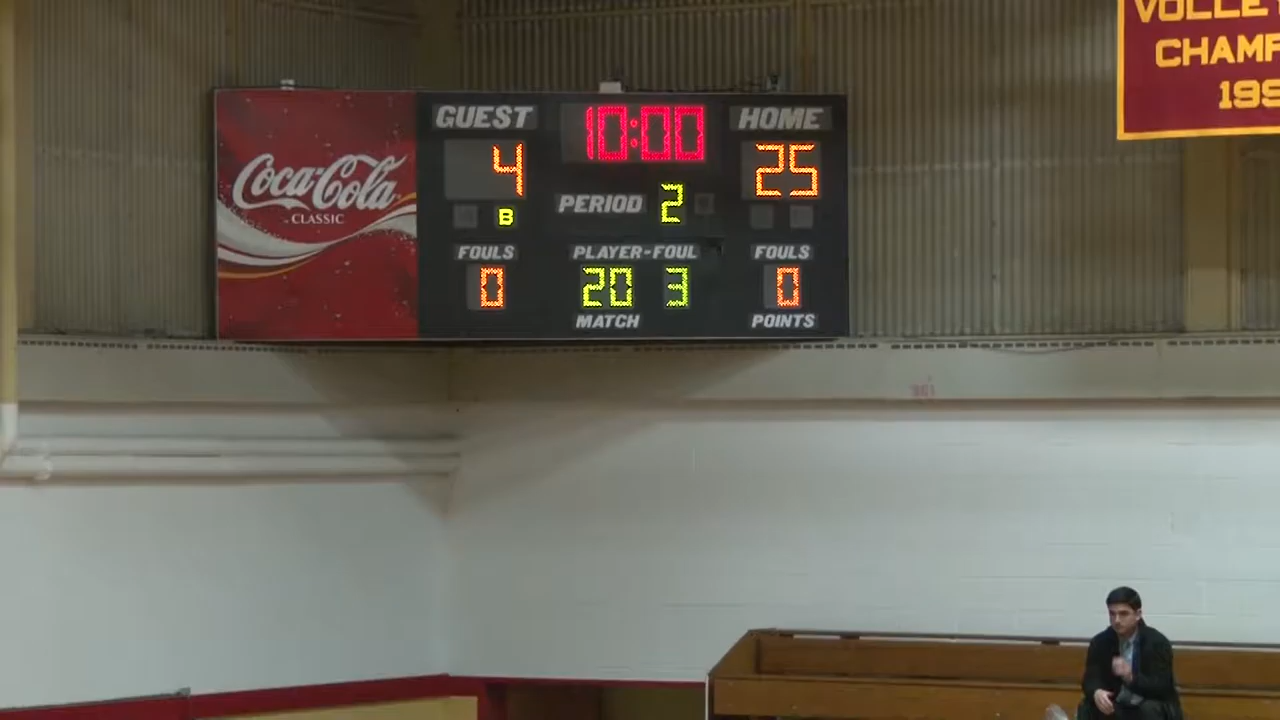 VOLLEY
CHAMP
199
Coca-Cola
CLASSIC
GUEST
10:00
HOME
4
25
B
PERIOD 2
FOULS
PLAYER-FOUL
FOULS
0
20 3
0
MATCH
POINTS